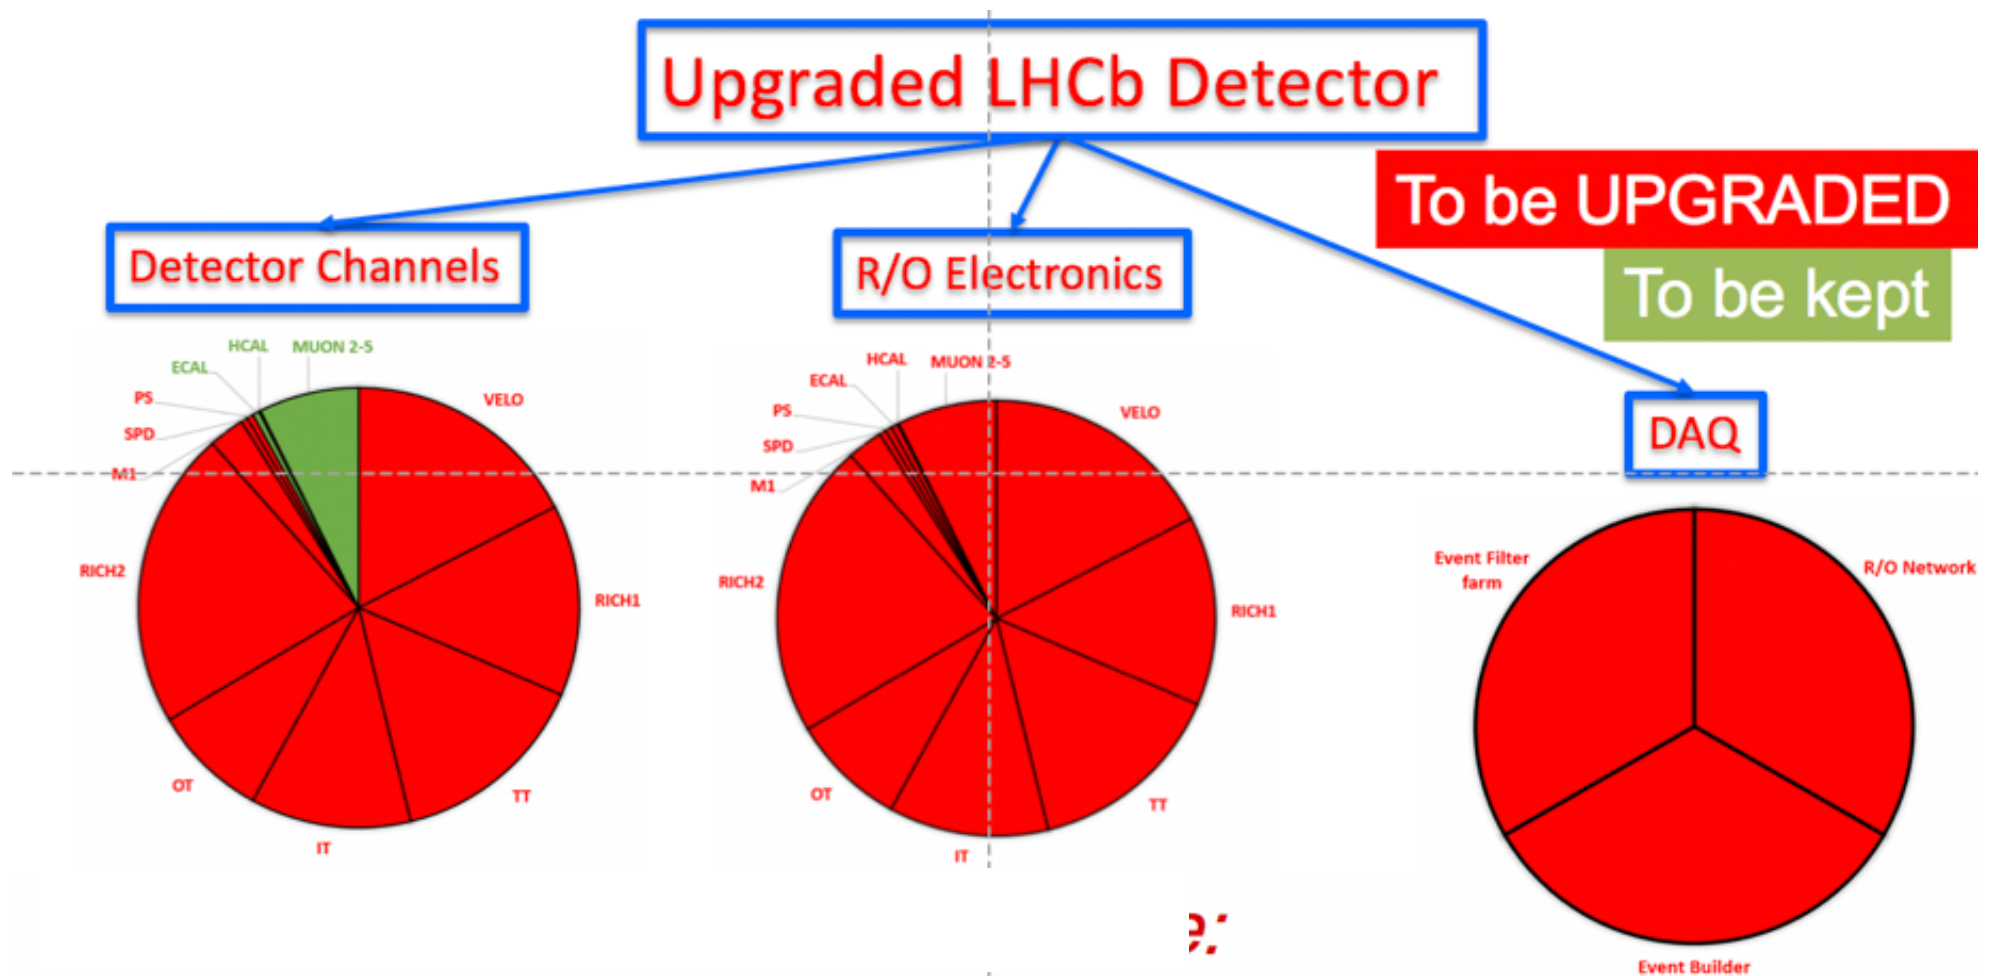 Upgraded LHCb Detector
To be UPGRADED
To be kept
Detector Channels
R/O Electronics
DAQ
HCAL
MUON 2-5
ECAL
PS
SPD
M1
VELO
RICH2
RICH1
OT
TT
IT
HCAL
MUON 2-5
ECAL
PS
SPD
M1
VELO
RICH2
RICH1
OT
TT
IT
Event Filter
farm
R/O Network
Event Builder
e: